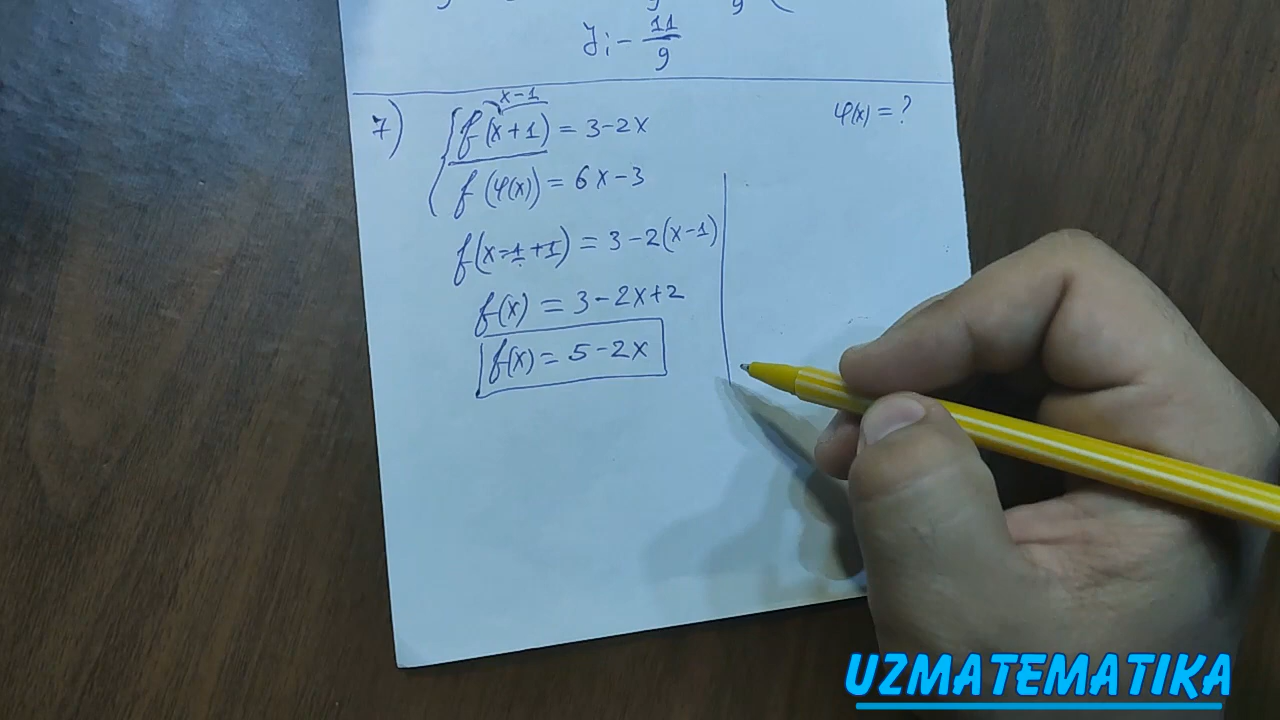 J; - 11/9
7)
x-1
f(x+1) = 3-2x
φ(x) = ?
f(φ(x)) = 6x-3
f(x-1+1) = 3-2(x-1)
f(x) = 3-2x+2
f(x) = 5-2x
UZMATEMATIKA